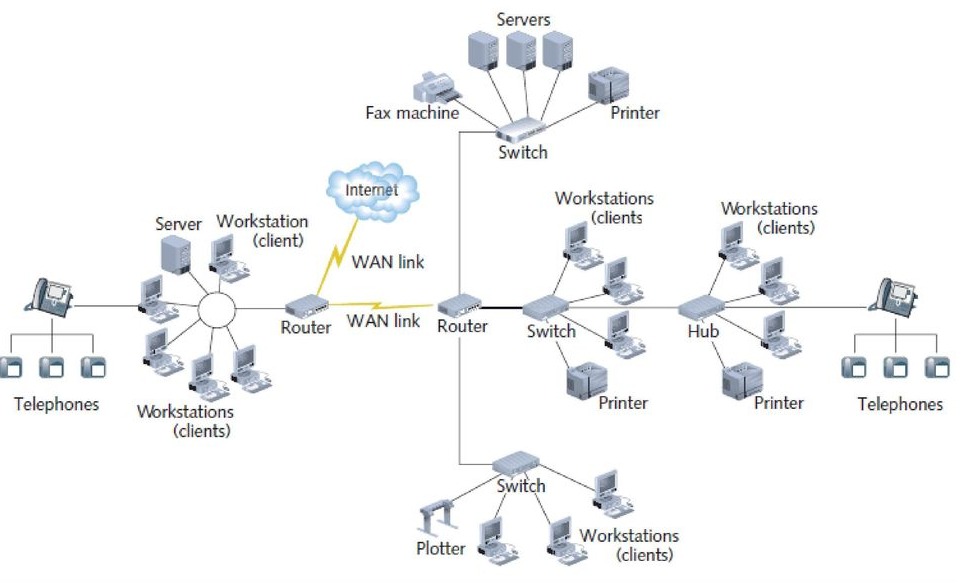 Servers
Fax machine
Printer
Switch
Internet
Workstations
(clients
Workstations
(clients)
Server
Workstation
(client)
WAN link
Router
WAN link
Router
Switch
Hub
Printer
Printer
Telephones
Telephones
Workstations
(clients)
Switch
Plotter
Workstations
(clients)